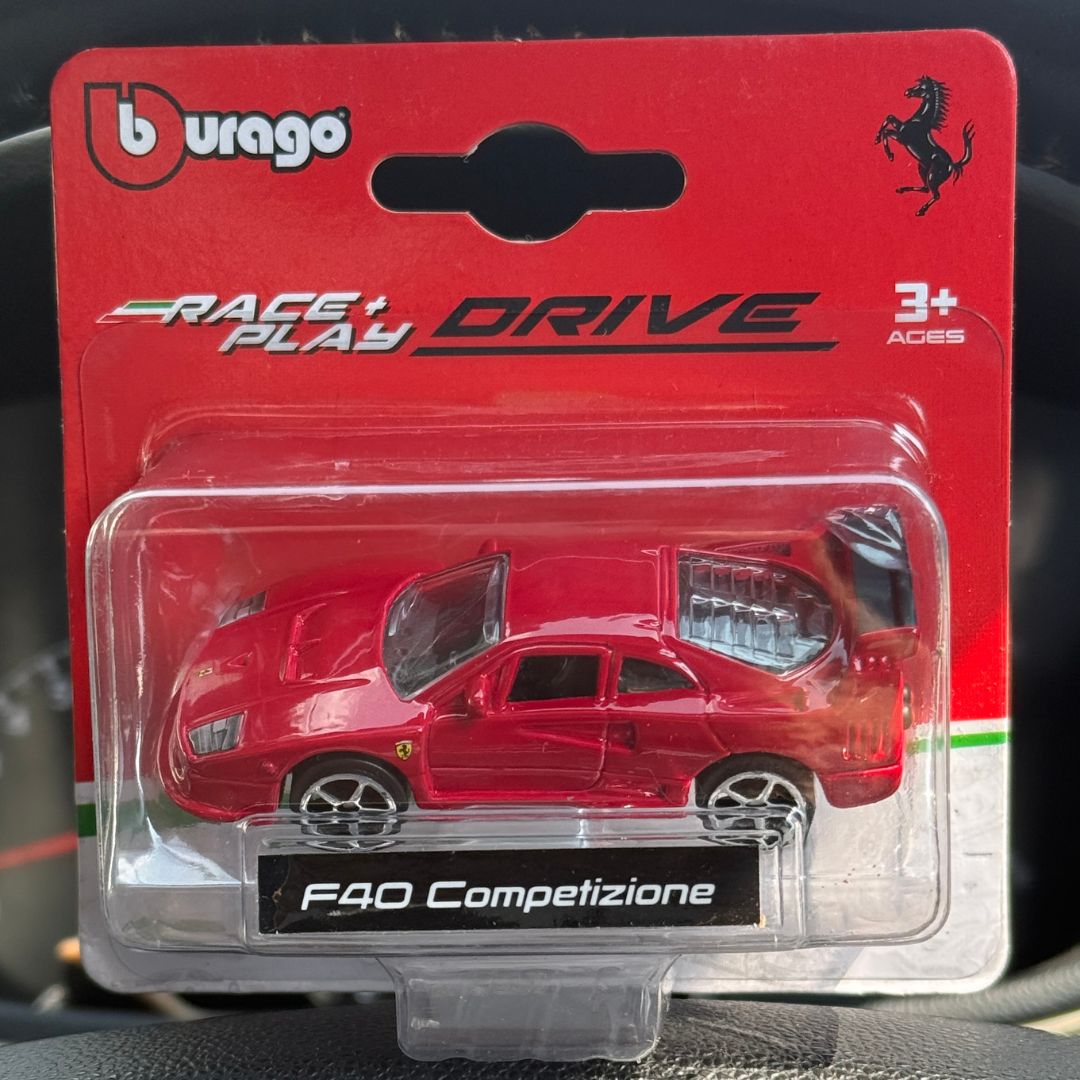 burago
RACE+
PLAY
DRIVE
3+
AGES
F40 Competizione